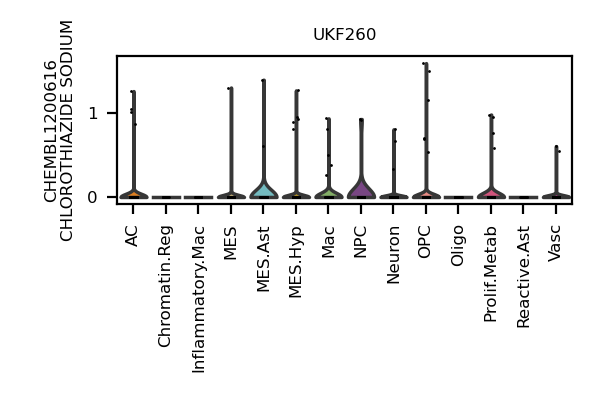 UKF260
CHEMBL1200616
CHLOROTHIAZIDE SODIUM
1
0
AC
Chromatin.Reg
Inflammatory.Mac
MES
MES.Ast
MES.Hyp
Mac
NPC
Neuron
OPC
Oligo
Prolif.Metab
Reactive.Ast
Vasc